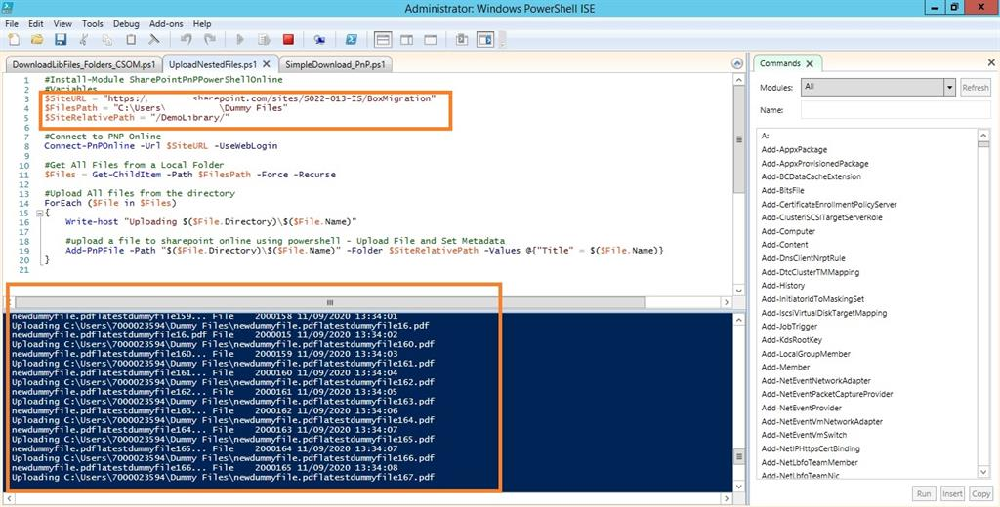 Administrator: Windows PowerShell ISE
File Edit View Tools Debug Add-ons Help
DownloadLibFiles_Folders_CSOM.ps1 UploadNestedFiles.ps1 SimpleDownload_PnP.ps1
1 #Install-Module SharePointPnPPowerShellOnline
2 #Variables
3 $SiteURL = "https:/, sharepoint.com/sites/S022-013-IS/BoxMigration"
4 $FilesPath = "C:\Users\ \Dummy Files"
5 $SiteRelativePath = "/DemoLibrary/"
6
7 #Connect to PNP Online
8 Connect-PnPOnline -Url $SiteURL -UseWebLogin
9
10 #Get All Files from a Local Folder
11 $Files = Get-ChildItem -Path $FilesPath -Force -Recurse
12
13 #Upload All files from the directory
14 ForEach ($File in $Files)
15 {
16 Write-host "Uploading $($File.Directory)\$($File.Name)"
17
18 #upload a file to sharepoint online using powershell - Upload File and Set Metadata
19 Add-PnPFile -Path "$($File.Directory)\$($File.Name)" -Folder $SiteRelativePath -Values @{"Title" = $($File.Name)}
20 }
21
newdummyfile.pdflatestdummyfile159... File 2000158 11/09/2020 13:34:01
Uploading C:\Users\7000023594\Dummy Files\newdummyfile.pdflatestdummyfile16.pdf
newdummyfile.pdflatestdummyfile16.pdf File 2000015 11/09/2020 13:34:02
Uploading C:\Users\7000023594\Dummy Files\newdummyfile.pdflatestdummyfile160.pdf
newdummyfile.pdflatestdummyfile160... File 2000159 11/09/2020 13:34:03
Uploading C:\Users\7000023594\Dummy Files\newdummyfile.pdflatestdummyfile161.pdf
newdummyfile.pdflatestdummyfile161... File 2000160 11/09/2020 13:34:04
Uploading C:\Users\7000023594\Dummy Files\newdummyfile.pdflatestdummyfile162.pdf
newdummyfile.pdflatestdummyfile162... File 2000161 11/09/2020 13:34:05
Uploading C:\Users\7000023594\Dummy Files\newdummyfile.pdflatestdummyfile163.pdf
newdummyfile.pdflatestdummyfile163... File 2000162 11/09/2020 13:34:06
Uploading C:\Users\7000023594\Dummy Files\newdummyfile.pdflatestdummyfile164.pdf
newdummyfile.pdflatestdummyfile164... File 2000163 11/09/2020 13:34:07
Uploading C:\Users\7000023594\Dummy Files\newdummyfile.pdflatestdummyfile165.pdf
newdummyfile.pdflatestdummyfile165... File 2000164 11/09/2020 13:34:07
Uploading C:\Users\7000023594\Dummy Files\newdummyfile.pdflatestdummyfile166.pdf
newdummyfile.pdflatestdummyfile166... File 2000165 11/09/2020 13:34:08
Uploading C:\Users\7000023594\Dummy Files\newdummyfile.pdflatestdummyfile167.pdf
Commands
Modules: All Refresh
Name:
A:
Add-AppxPackage
Add-AppxProvisionedPackage
Add-BCDataCacheExtension
Add-BitsFile
Add-CertificateEnrollmentPolicyServer
Add-ClusteriSCSITargetServerRole
Add-Computer
Add-Content
Add-DnsClientNrptRule
Add-DtcClusterTMMapping
Add-History
Add-InitiatorIdToMaskingSet
Add-IscsiVirtualDiskTargetMapping
Add-JobTrigger
Add-KdsRootKey
Add-LocalGroupMember
Add-Member
Add-NetEventNetworkAdapter
Add-NetEventPacketCaptureProvider
Add-NetEventProvider
Add-NetEventVmNetworkAdapter
Add-NetEventVmSwitch
Add-NetIPHttpsCertBinding
Add-NetLbfoTeamMember
Add-NetLbfoTeamNic
Run Insert Copy